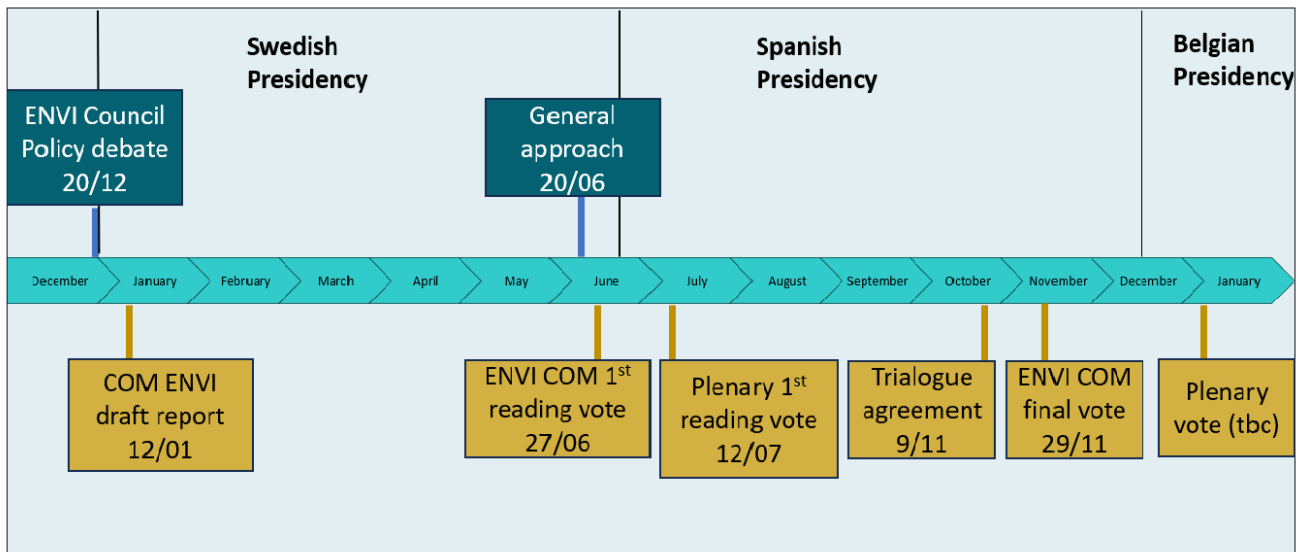 Swedish
Presidency
Spanish
Presidency
Belgian
Presidency
ENVI Council
Policy debate
20/12
General
approach
20/06
December
January
February
March
April
May
June
July
August
September
October
November
December
January
COM ENVI
draft report
12/01
ENVI COM 1st
reading vote
27/06
Plenary 1st
reading vote
12/07
Trialogue
agreement
9/11
ENVI COM
final vote
29/11
Plenary
vote (tbc)